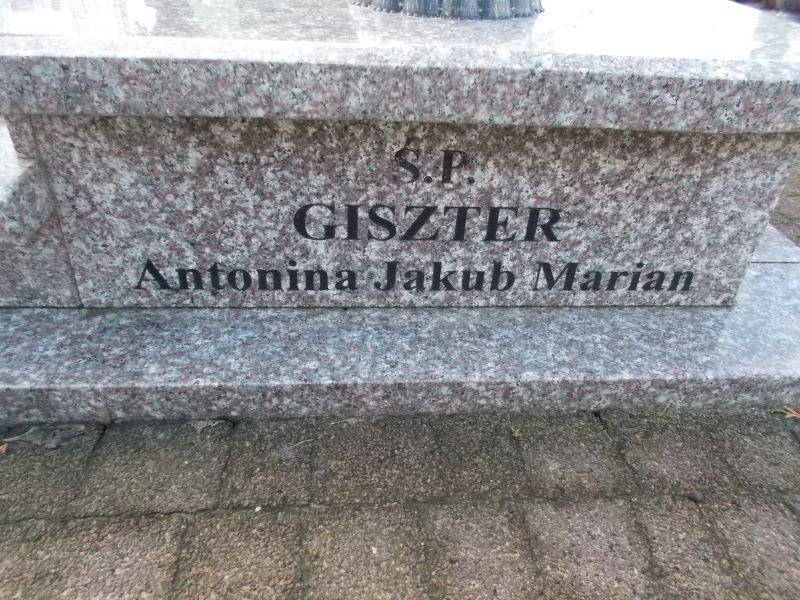 Ś.P.
GISZTER
Antonina Jakub Marian